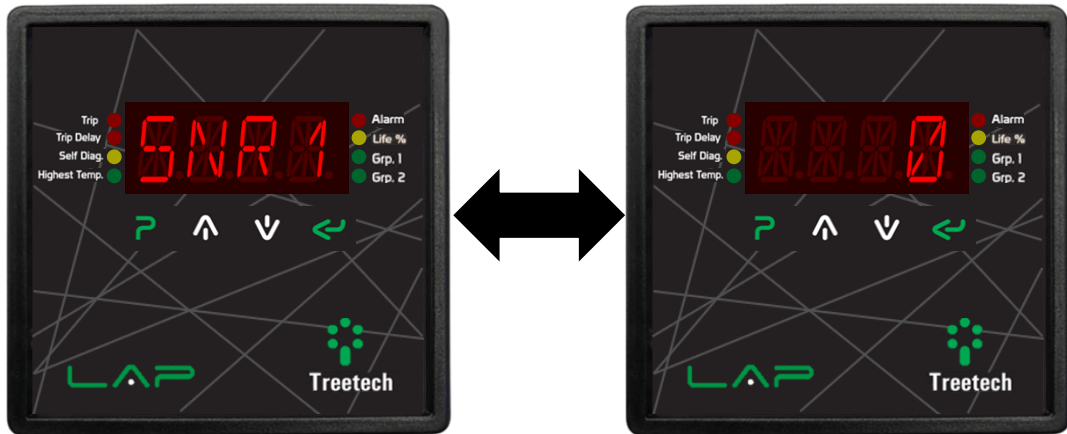 Trip
Trip Delay
Self Diag.
Highest Temp.
SNR1
Alarm
Life %
Grp. 1
Grp. 2
P
LAP
Treetech
Trip
Trip Delay
Self Diag.
Highest Temp.
0
Alarm
Life %
Grp. 1
Grp. 2
P
LAP
Treetech